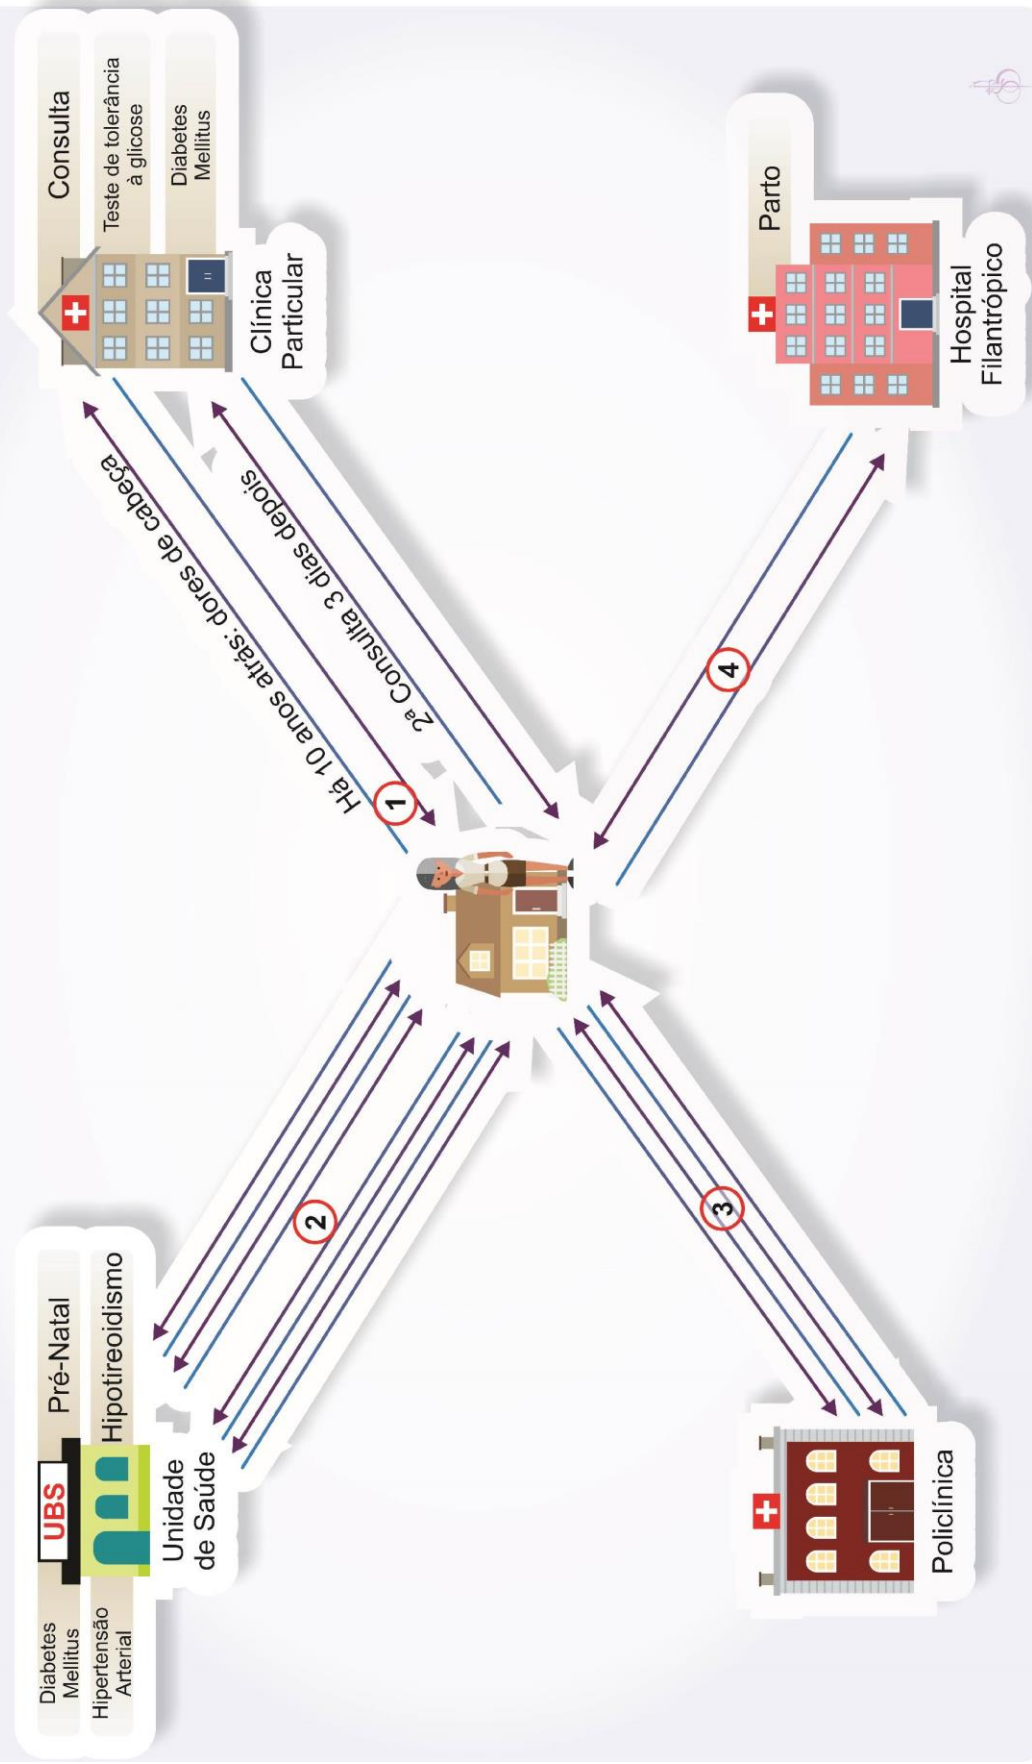 Diabetes
Mellitus
Hipertensão
Arterial
UBS
Pré-Natal
Hipotireoidismo
Unidade
de Saúde
2
Há 10 anos atrás: dores de cabeça
1
2ª Consulta 3 dias depois
Consulta
Teste de tolerância
à glicose
Diabetes
Mellitus
Clínica
Particular
3
Policlínica
4
Parto
Hospital
Filantrópico